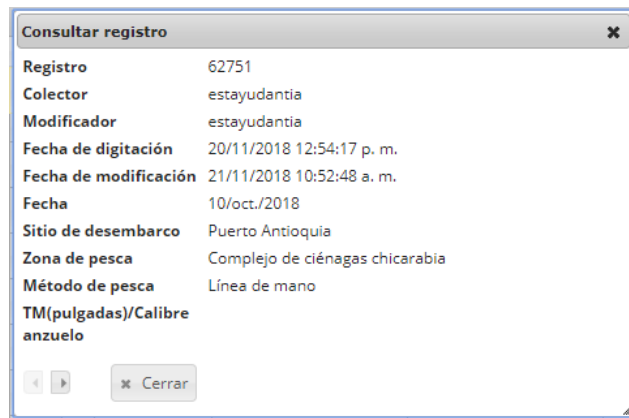 Consultar registro
Registro 62751
Colector estayudantia
Modificador estayudantia
Fecha de digitación 20/11/2018 12:54:17 p. m.
Fecha de modificación 21/11/2018 10:52:48 a. m.
Fecha 10/oct./2018
Sitio de desembarco Puerto Antioquia
Zona de pesca Complejo de ciénagas chicarabia
Método de pesca Línea de mano
TM(pulgadas)/Calibre
anzuelo
Cerrar